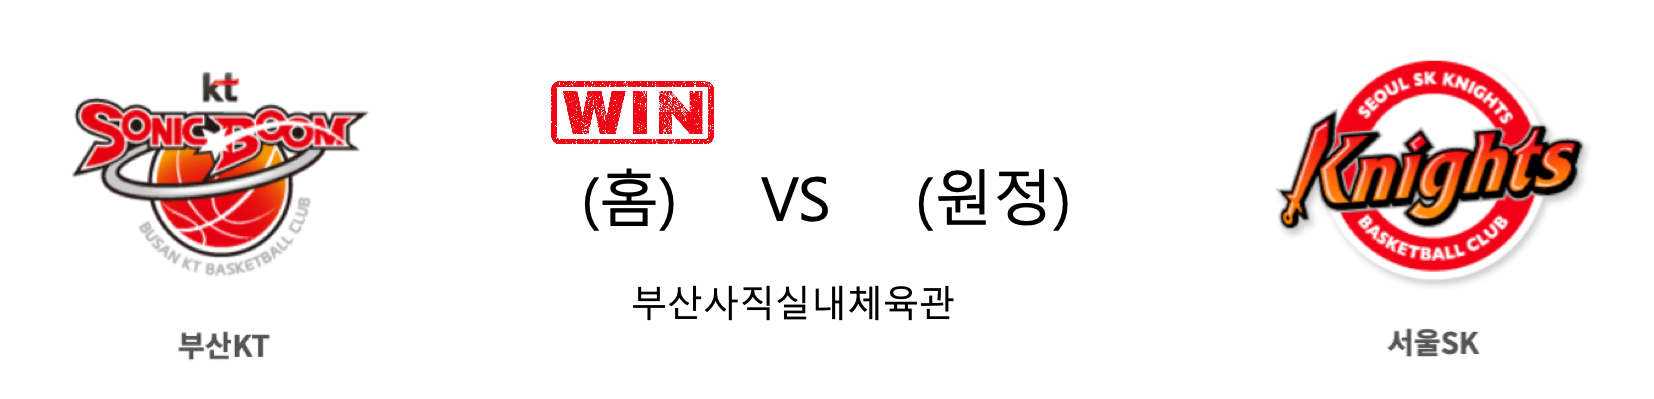 kt
SONIC BOOM
BUSAN KT BASKETBALL CLUB
부산KT
WIN
(홈) VS (원정)
부산사직실내체육관
SEOUL SK KNIGHTS
Knights
BASKETBALL CLUB
서울SK